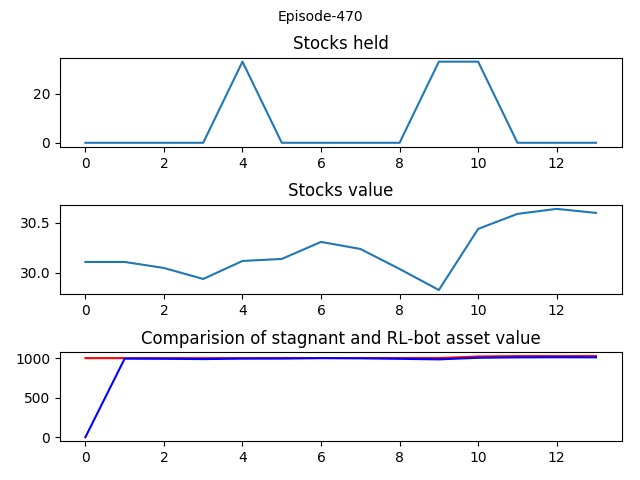 Episode-470
Stocks held
20
0
0 2 4 6 8 10 12
Stocks value
30.5
30.0
0 2 4 6 8 10 12
Comparision of stagnant and RL-bot asset value
1000
500
0
0 2 4 6 8 10 12